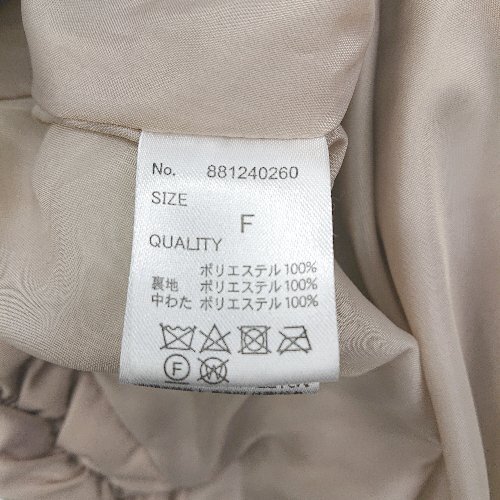 No. 881240260
SIZE
F
QUALITY
ポリエステル100%
裏地 ポリエステル100%
中わた ポリエステル100%
F W